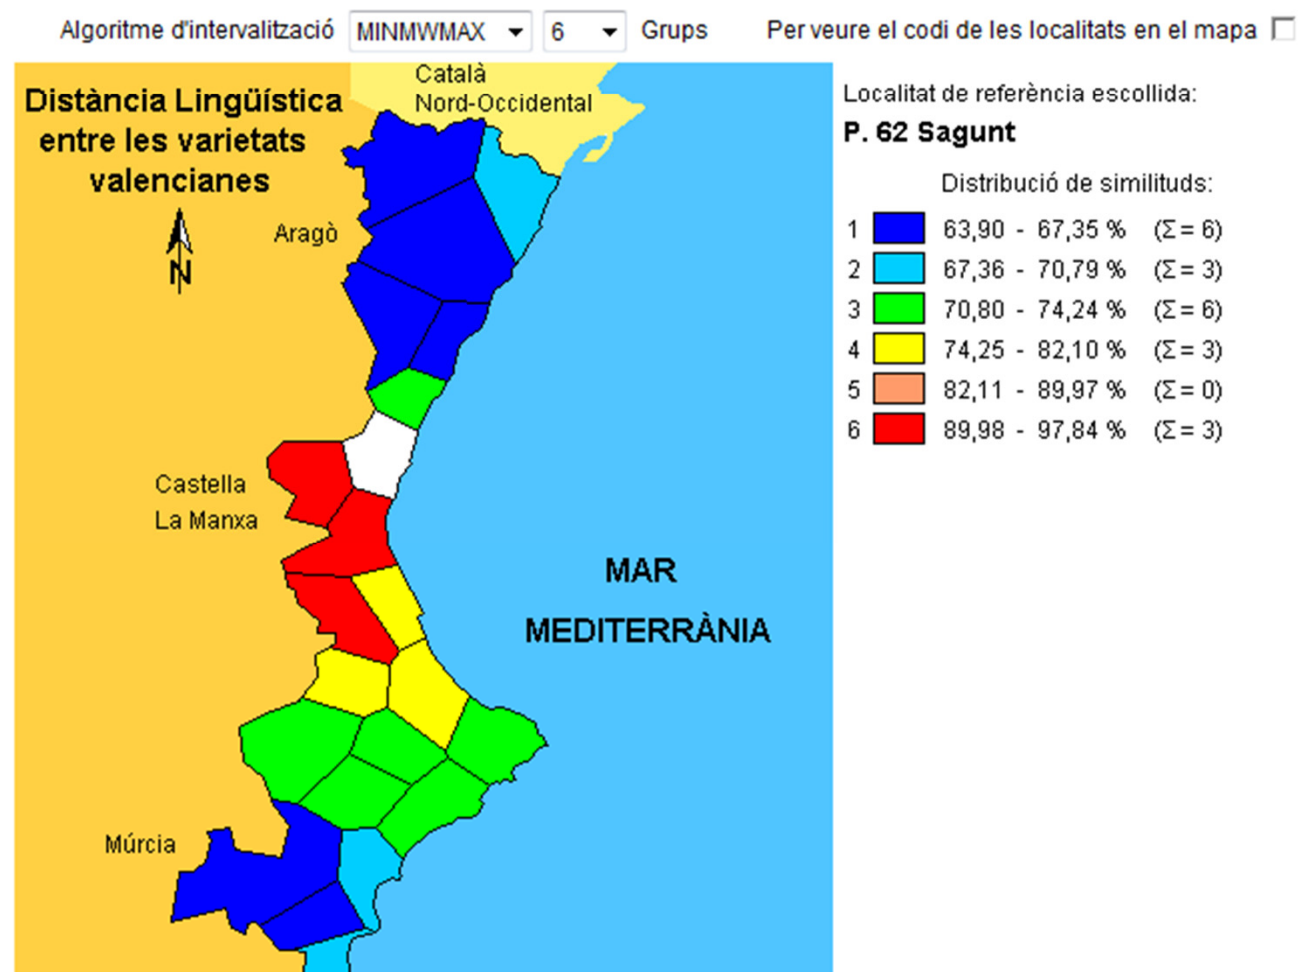 Algoritme d'intervalització MINMWMAX 6 Grups Per veure el codi de les localitats en el mapa
Distància Lingüística
entre les varietats
valencianes
N
Català
Nord-Occidental
Aragò
Castella
La Manxa
MAR
MEDITERRÀNIA
Múrcia
Localitat de referència escollida:
P. 62 Sagunt
Distribució de similituds:
1 63,90 - 67,35 % (Σ = 6)
2 67,36 - 70,79 % (Σ = 3)
3 70,80 - 74,24 % (Σ = 6)
4 74,25 - 82,10 % (Σ = 3)
5 82,11 - 89,97 % (Σ = 0)
6 89,98 - 97,84 % (Σ = 3)